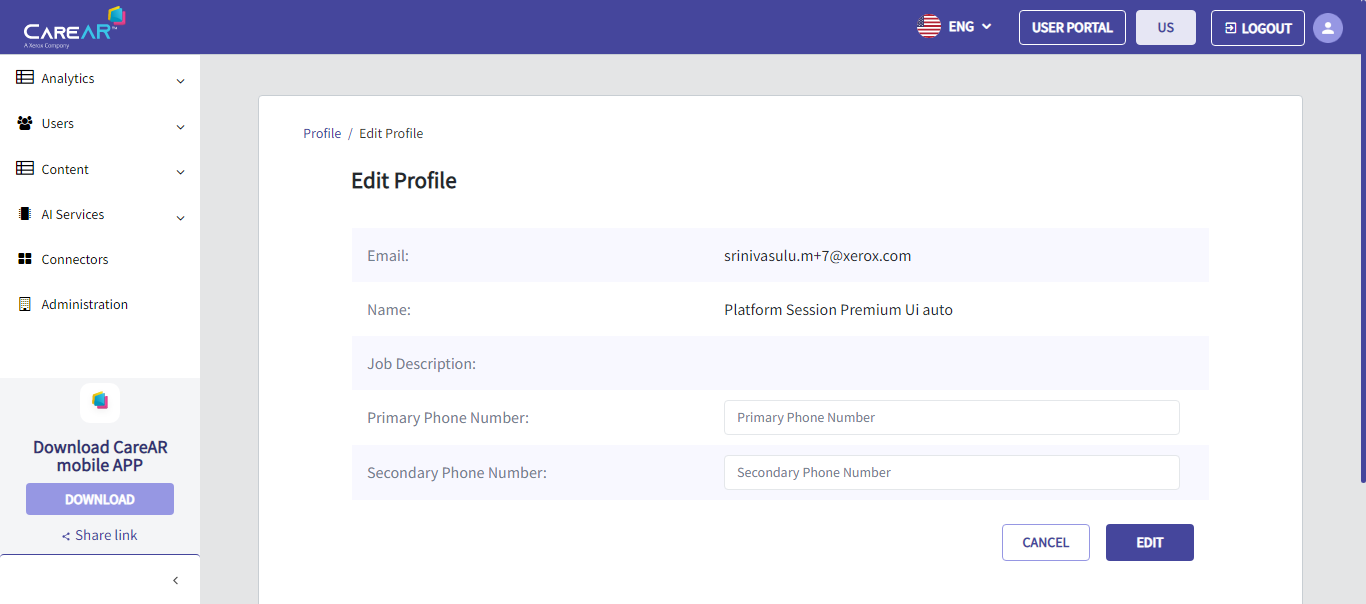 CAREAR™
A Xerox Company
ENG
USER PORTAL
US
LOGOUT
Analytics
Users
Content
AI Services
Connectors
Administration
Download CareAR
mobile APP
DOWNLOAD
Share link
Profile / Edit Profile
Edit Profile
Email: srinivasulu.m+7@xerox.com
Name: Platform Session Premium Ui auto
Job Description:
Primary Phone Number: Primary Phone Number
Secondary Phone Number: Secondary Phone Number
CANCEL
EDIT